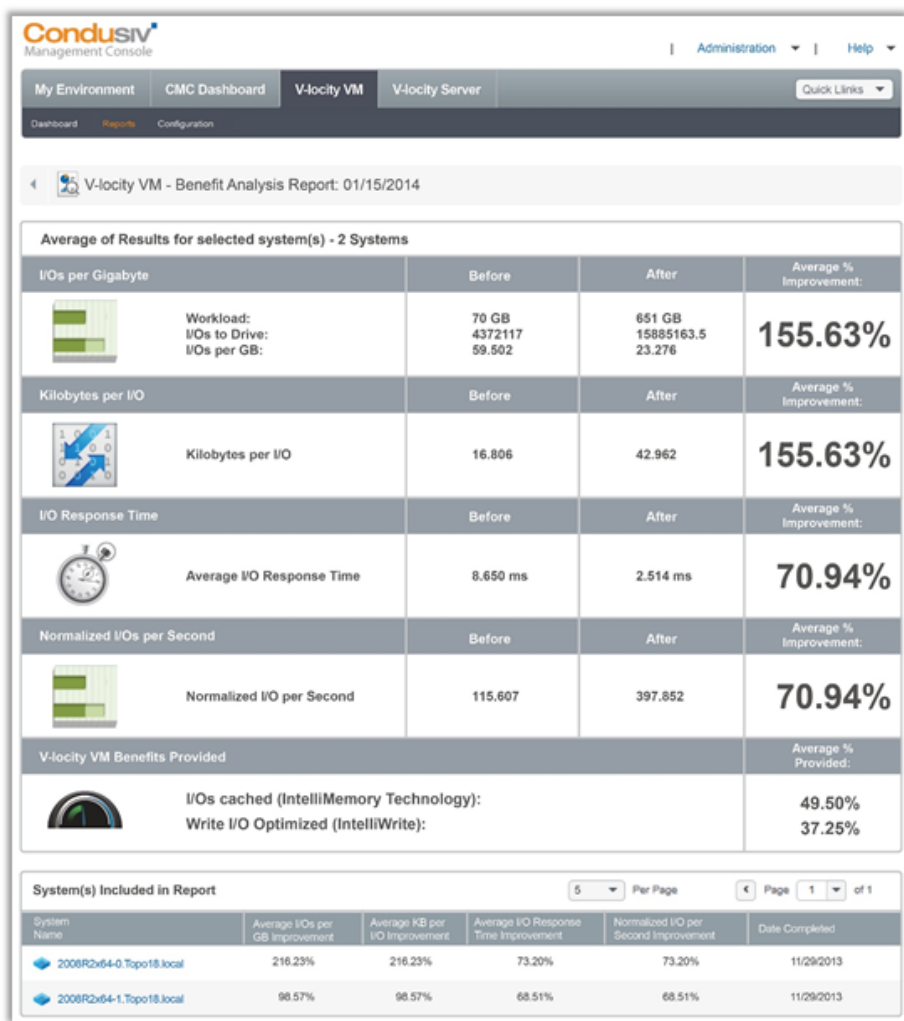 Condusiv
Management Console
| Administration | Help
My Environment CMC Dashboard V-locity VM V-locity Server Quick Llinks
Dashboard Reports Configuration
V-locity VM - Benefit Analysis Report: 01/15/2014
Average of Results for selected system(s) - 2 Systems
I/Os per Gigabyte Before After Average % Improvement:
Workload: 70 GB 651 GB
I/Os to Drive: 4372117 15885163.5
I/Os per GB: 59.502 23.276
155.63%
Kilobytes per I/O Before After Average % Improvement:
Kilobytes per I/O 16.806 42.962 155.63%
I/O Response Time Before After Average % Improvement:
Average I/O Response Time 8.650 ms 2.514 ms 70.94%
Normalized I/Os per Second Before After Average % Improvement:
Normalized I/O per Second 115.607 397.852 70.94%
V-locity VM Benefits Provided Average % Provided:
I/Os cached (IntelliMemory Technology): 49.50%
Write I/O Optimized (IntelliWrite): 37.25%
System(s) Included in Report 5 Per Page Page 1 of 1
System Name Average I/Os per GB Improvement Average KB per I/O Improvement Average I/O Response Time Improvement Normalized I/O per Second Improvement Date Completed
2008R2x64-0.Topo18.local 216.23% 216.23% 73.20% 73.20% 11/29/2013
2008R2x64-1.Topo18.local 98.57% 98.57% 68.51% 68.51% 11/29/2013